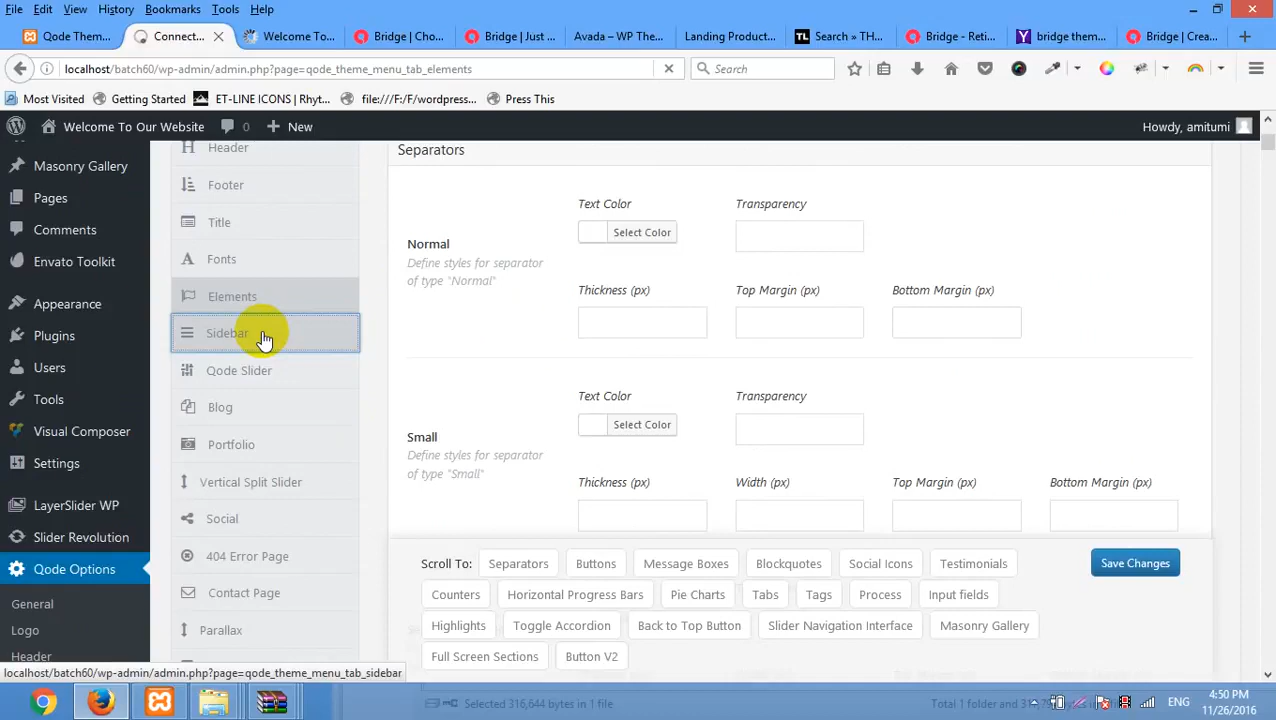 File Edit View History Bookmarks Tools Help
Qode Them... Connect... Welcome To... Bridge | Cho... Bridge | Just ... Avada – WP The... Landing Product... Search » TH... Bridge - Reti... bridge them... Bridge | Crea...
localhost/batch60/wp-admin/admin.php?page=qode_theme_menu_tab_elements Search
Most Visited Getting Started ET-LINE ICONS | Rhyt... file:///F:/F/wordpress... Press This
Welcome To Our Website 0 New Howdy, amitumi
Masonry Gallery
Pages
Comments
Envato Toolkit
Appearance
Plugins
Users
Tools
Visual Composer
Settings
LayerSlider WP
Slider Revolution
Qode Options
General
Logo
Header
Header
Footer
Title
Fonts
Elements
Sidebar
Qode Slider
Blog
Portfolio
Vertical Split Slider
Social
404 Error Page
Contact Page
Parallax
Separators
Text Color Transparency
Select Color
Normal
Define styles for separator
of type "Normal"
Thickness (px) Top Margin (px) Bottom Margin (px)
Text Color Transparency
Select Color
Small
Define styles for separator
of type "Small"
Thickness (px) Width (px) Top Margin (px) Bottom Margin (px)
Scroll To: Separators Buttons Message Boxes Blockquotes Social Icons Testimonials Save Changes
Counters Horizontal Progress Bars Pie Charts Tabs Tags Process Input fields
Highlights Toggle Accordion Back to Top Button Slider Navigation Interface Masonry Gallery
Full Screen Sections Button V2
localhost/batch60/wp-admin/admin.php?page=qode_theme_menu_tab_sidebar
Selected 316,644 bytes in 1 file
ENG
4:50 PM
11/26/2016